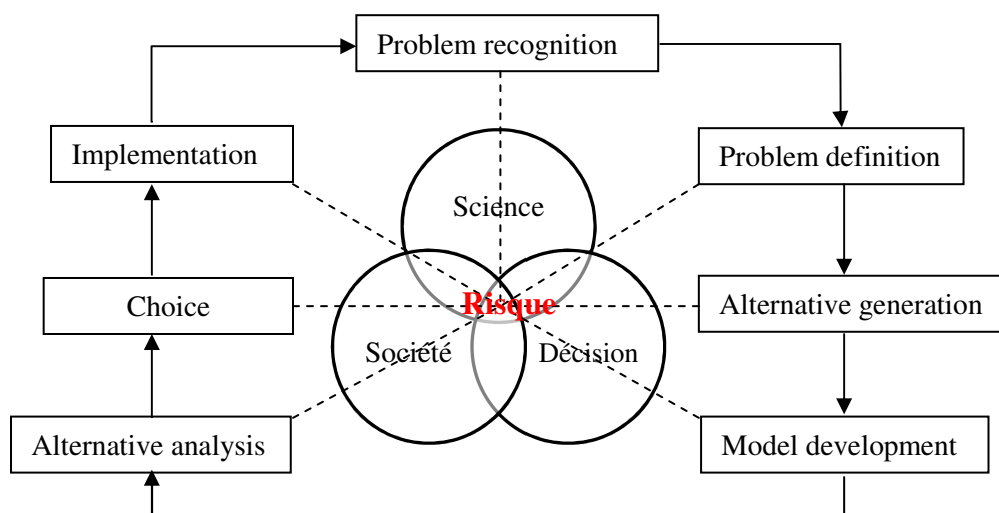 Problem recognition
Implementation
Problem definition
Science
Choice
Risque
Alternative generation
Société
Décision
Alternative analysis
Model development